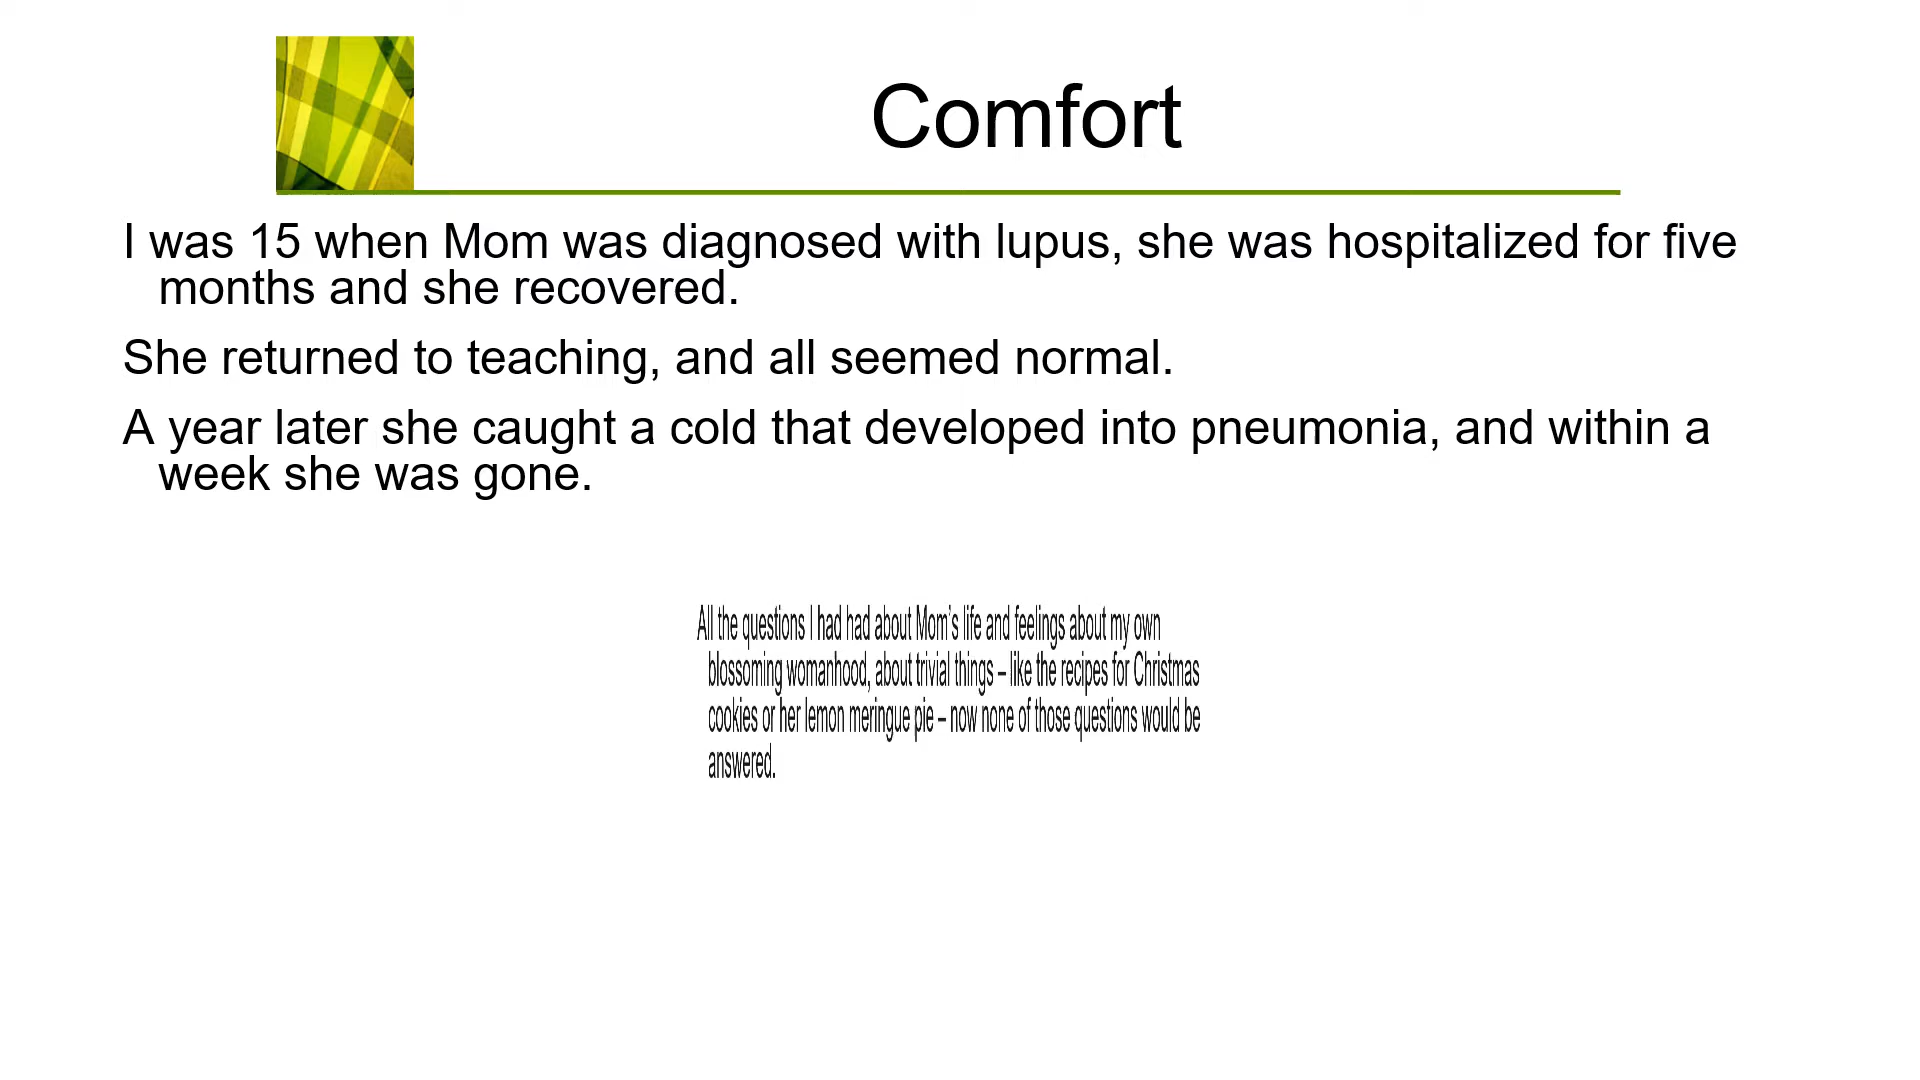 Comfort
I was 15 when Mom was diagnosed with lupus, she was hospitalized for five
months and she recovered.
She returned to teaching, and all seemed normal.
A year later she caught a cold that developed into pneumonia, and within a
week she was gone.
All the questions I had had about Mom’s life and feelings about my own
blossoming womanhood, about trivial things – like the recipes for Christmas
cookies or her lemon meringue pie – now none of those questions would be
answered.